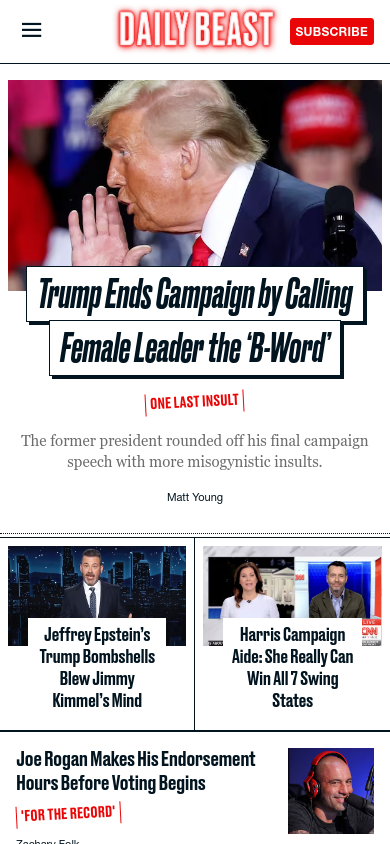 DAILY BEAST
SUBSCRIBE
Trump Ends Campaign by Calling
Female Leader the ‘B-Word’
ONE LAST INSULT
The former president rounded off his final campaign
speech with more misogynistic insults.
Matt Young
Jeffrey Epstein’s
Trump Bombshells
Blew Jimmy
Kimmel’s Mind
LIVE
CNN
Harris Campaign
Aide: She Really Can
Win All 7 Swing
States
Joe Rogan Makes His Endorsement
Hours Before Voting Begins
'FOR THE RECORD'
Zachary Folk